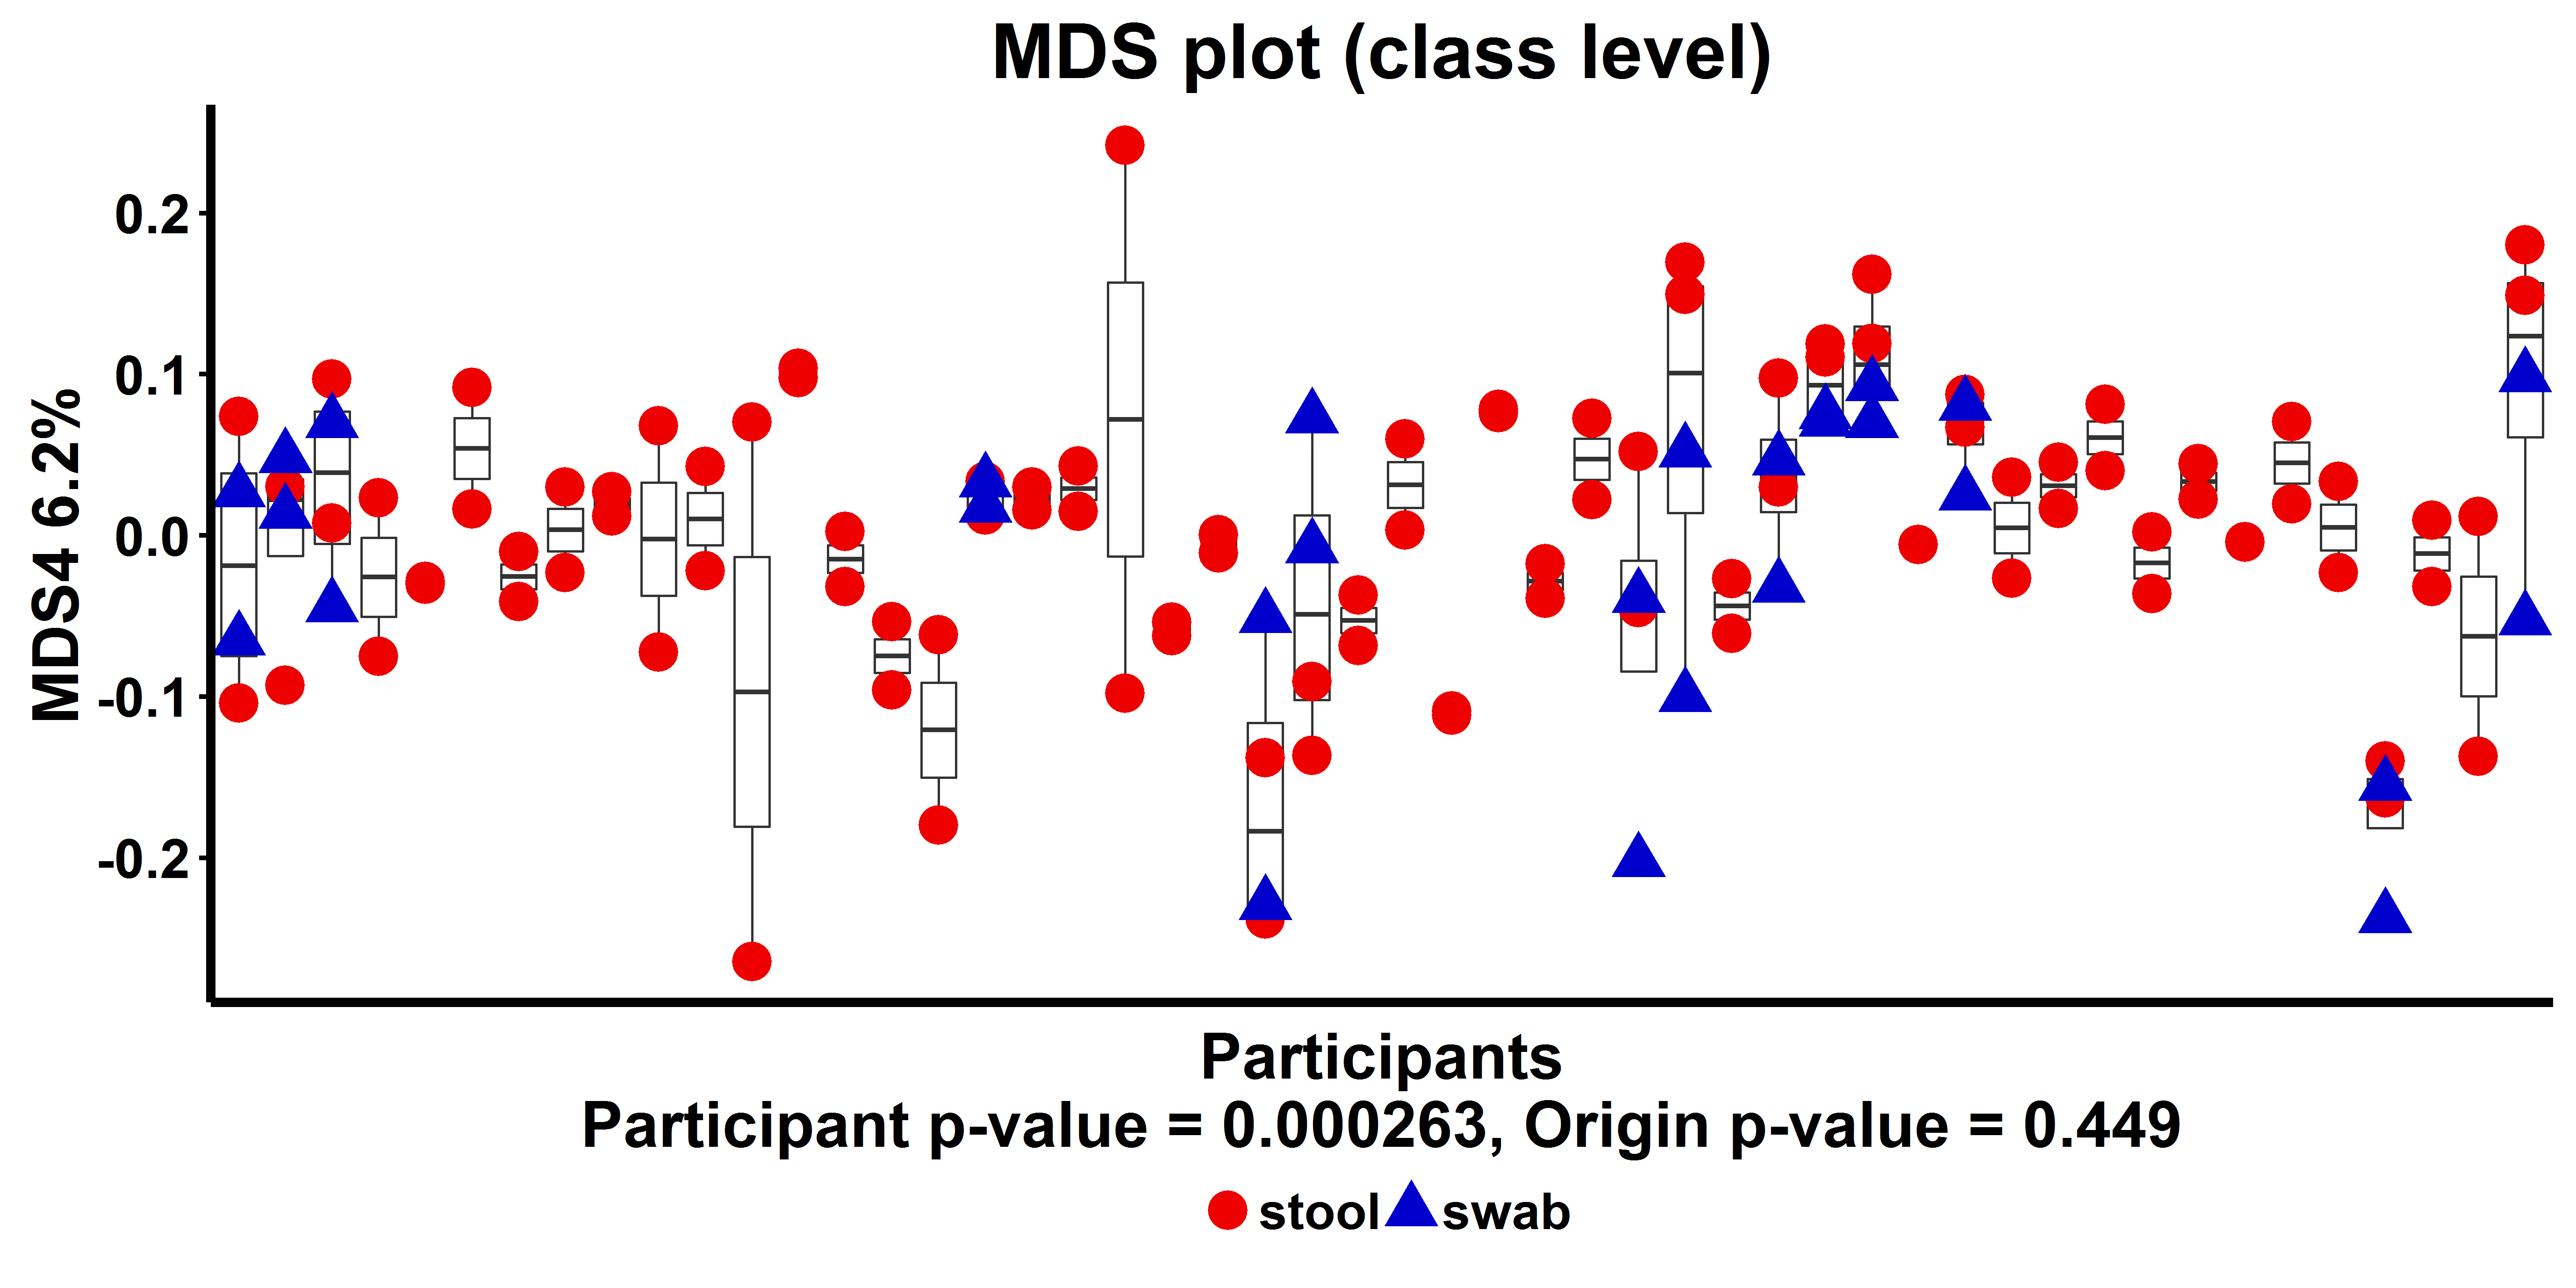 MDS plot (class level)
MDS4 6.2%
0.2
0.1
0.0
-0.1
-0.2
Participants
Participant p-value = 0.000263, Origin p-value = 0.449
stool swab